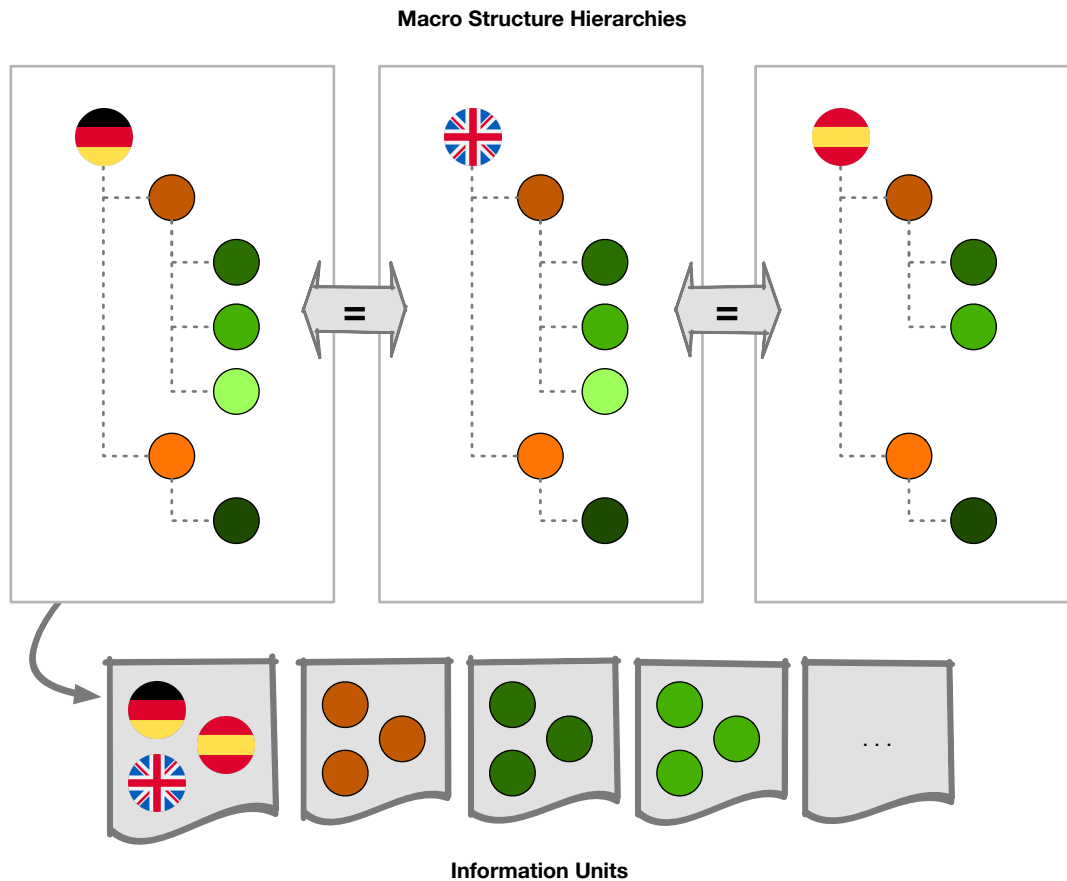 Macro Structure Hierarchies
=
=
...
Information Units